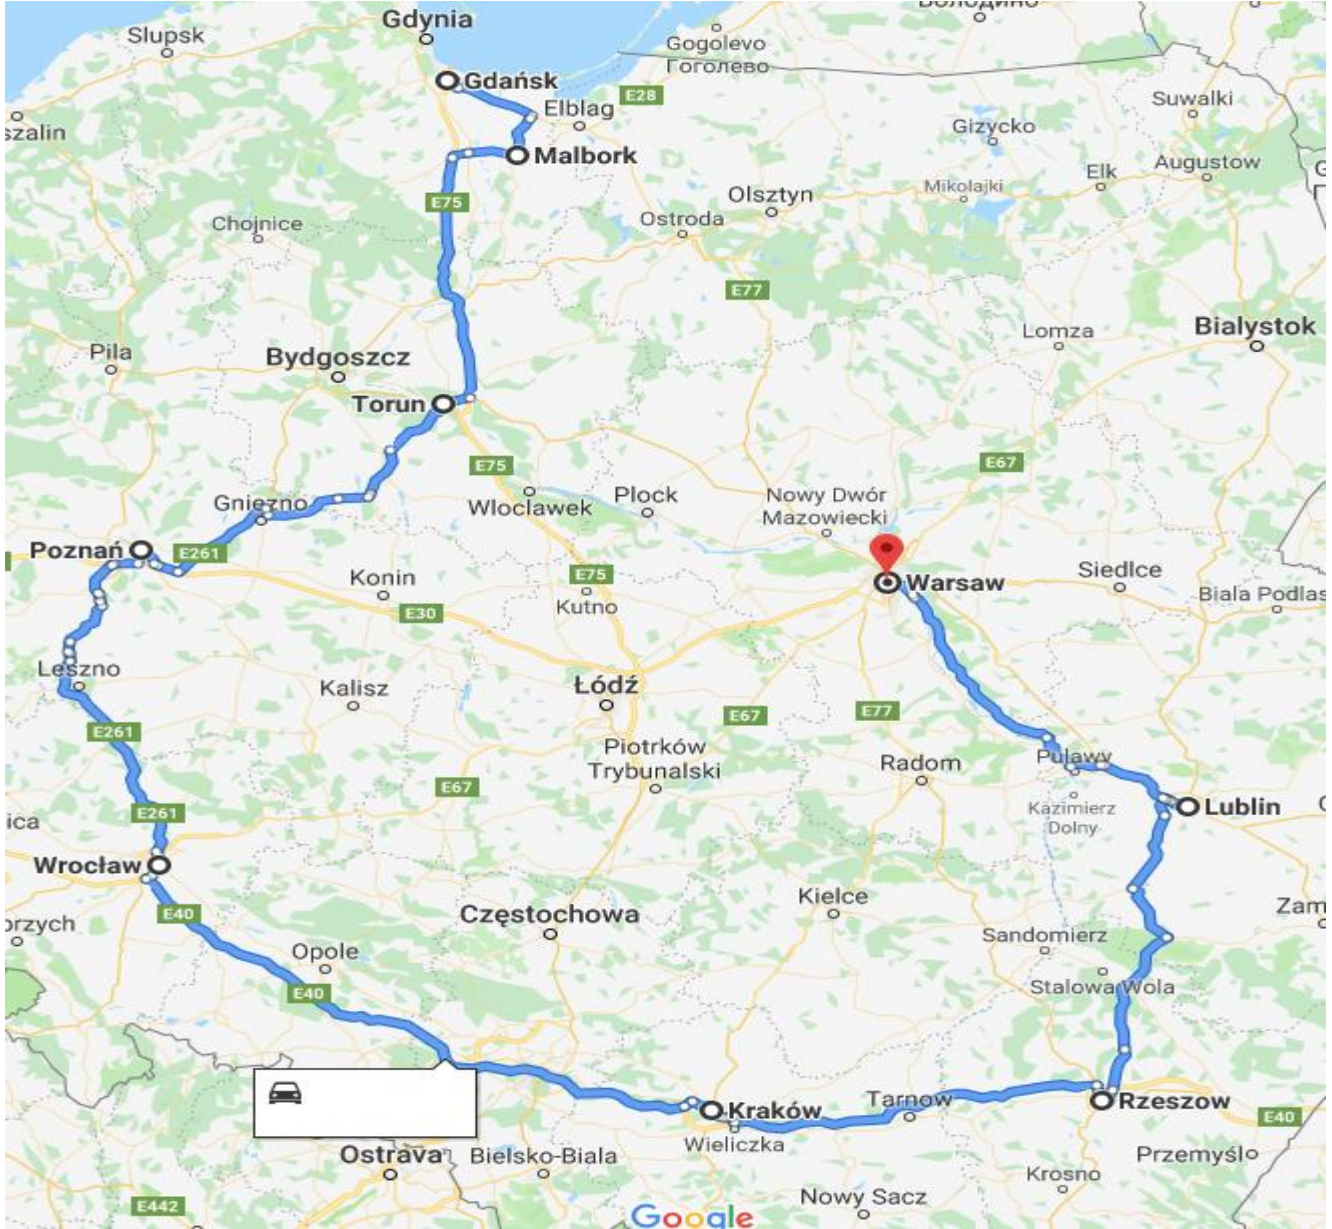 Володино
Gdynia
Slupsk
Gogolevo
Гоголево
Gdańsk
E28
Elblag
Suwalki
szalin
Gizycko
Malbork
Augustow
G
Elk
Mikolajki
Olsztyn
E75
Ostroda
Chojnice
E77
Lomza
Bialystok
Pila
Bydgoszcz
Torun
E67
E75
Gniezno
Wloclawek
Plock
Nowy Dwór
Mazowiecki
Poznań
E261
Konin
E75
Kutno
E30
Warsaw
Siedlce
Biala Podlas
Leszno
Kalisz
Łódź
E67
E77
E261
Piotrków
Trybunalski
Radom
Pulawy
E67
Kazimierz
Dolny
Lublin
E261
ica
Wrocław
Kielce
E40
Częstochowa
orzych
Zam
Sandomierz
Opole
Stalowa Wola
E40
Kraków
Tarnow
Rzeszow
E40
Wieliczka
Ostrava
Bielsko-Biala
Przemyśl
Krosno
E442
Nowy Sacz
Google